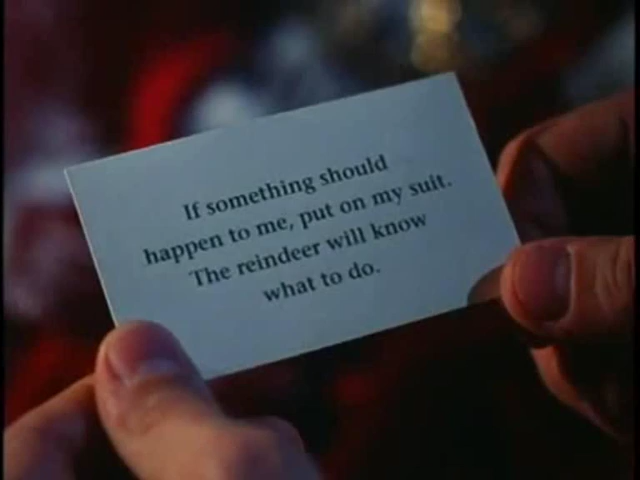 If something should
happen to me, put on my suit.
The reindeer will know
what to do.